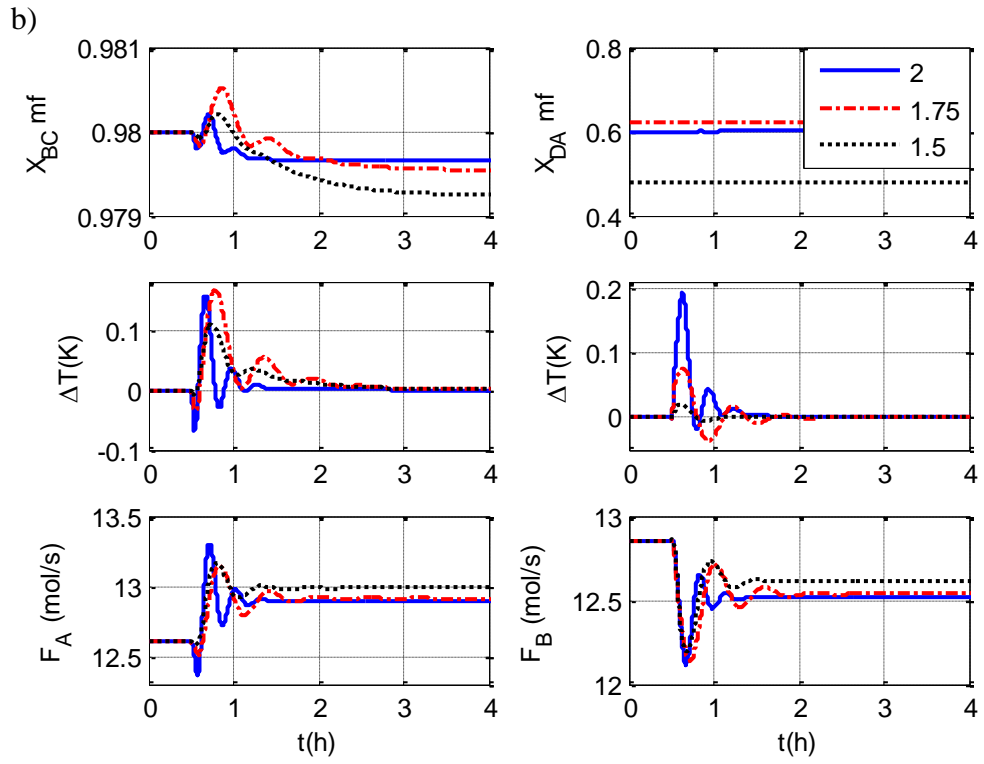 b)
0.981
0.98
0.979
X_BC mf
0 1 2 3 4
0.8
0.6
0.4
X_DA mf
2
1.75
1.5
0 1 2 3 4
0.1
0
-0.1
ΔT(K)
0 1 2 3 4
0.2
0.1
0
ΔT(K)
0 1 2 3 4
13.5
13
12.5
F_A (mol/s)
0 1 2 3 4
t(h)
13
12.5
12
F_B (mol/s)
0 1 2 3 4
t(h)